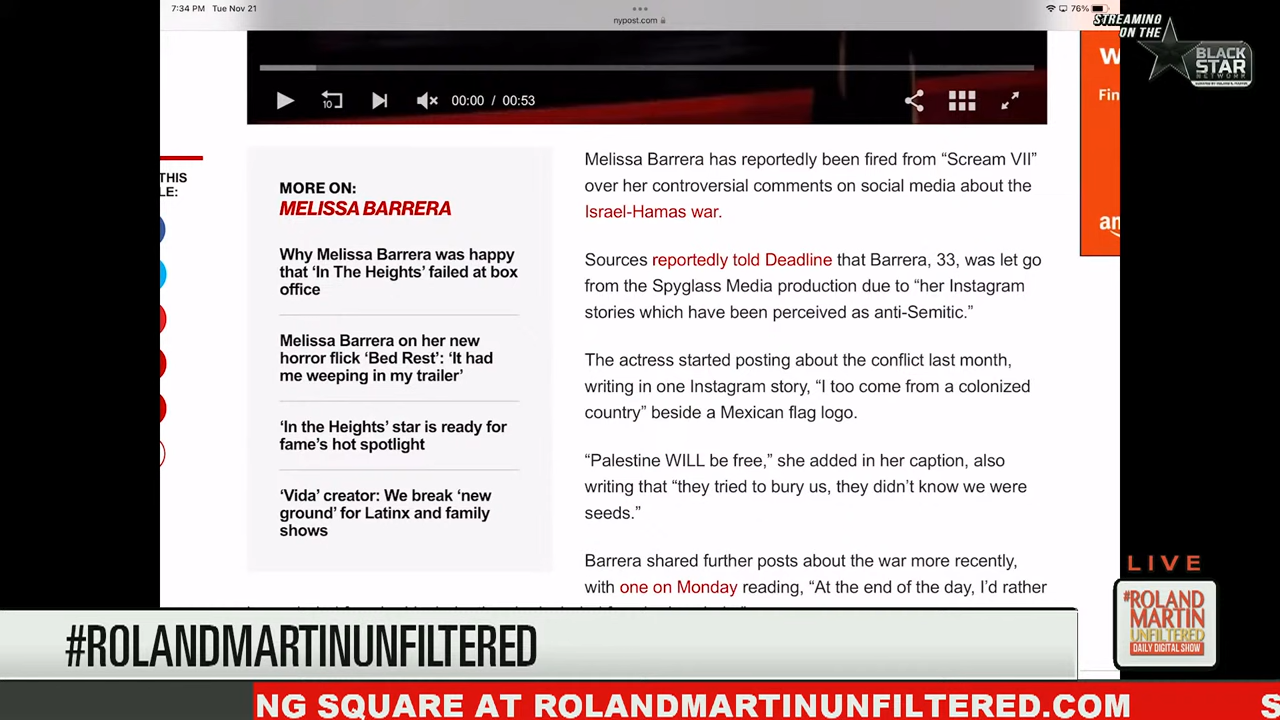 7:34 PM Tue Nov 21
76%
nypost.com
STREAMING
ON THE
BLACK
STAR
NETWORK
W
Fin
am
00:00 / 00:53
10
THIS
LE:
MORE ON:
MELISSA BARRERA
Why Melissa Barrera was happy
that ‘In The Heights’ failed at box
office
Melissa Barrera on her new
horror flick ‘Bed Rest’: ‘It had
me weeping in my trailer’
‘In the Heights’ star is ready for
fame’s hot spotlight
‘Vida’ creator: We break ‘new
ground’ for Latinx and family
shows
Melissa Barrera has reportedly been fired from “Scream VII”
over her controversial comments on social media about the
Israel-Hamas war.
Sources reportedly told Deadline that Barrera, 33, was let go
from the Spyglass Media production due to “her Instagram
stories which have been perceived as anti-Semitic.”
The actress started posting about the conflict last month,
writing in one Instagram story, “I too come from a colonized
country” beside a Mexican flag logo.
“Palestine WILL be free,” she added in her caption, also
writing that “they tried to bury us, they didn’t know we were
seeds.”
Barrera shared further posts about the war more recently,
with one on Monday reading, “At the end of the day, I’d rather
LIVE
#ROLAND
MARTIN
UNFILTERED
DAILY DIGITAL SHOW
#ROLANDMARTINUNFILTERED
NG SQUARE AT ROLANDMARTINUNFILTERED.COM
S